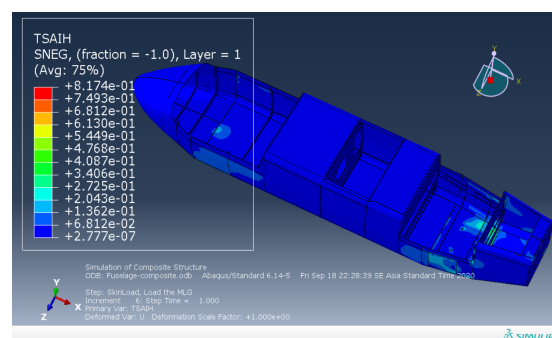 TSAIH
SNEG, (fraction = -1.0), Layer = 1
(Avg: 75%)
+8.174e-01
+7.493e-01
+6.812e-01
+6.130e-01
+5.449e-01
+4.768e-01
+4.087e-01
+3.406e-01
+2.725e-01
+2.043e-01
+1.362e-01
+6.812e-02
+2.777e-07
Y
X
Z
Simulation of Composite Structure
ODB: Fuselage-composite.odb Abaqus/Standard 6.14-5 Fri Sep 18 22:28:39 SE Asia Standard Time 2020
Y
X
Z
Step: SkinLoad, Load the MLG
Increment 6: Step Time = 1.000
Primary Var: TSAIH
Deformed Var: U Deformation Scale Factor: +1.000e+00
SIMULIA